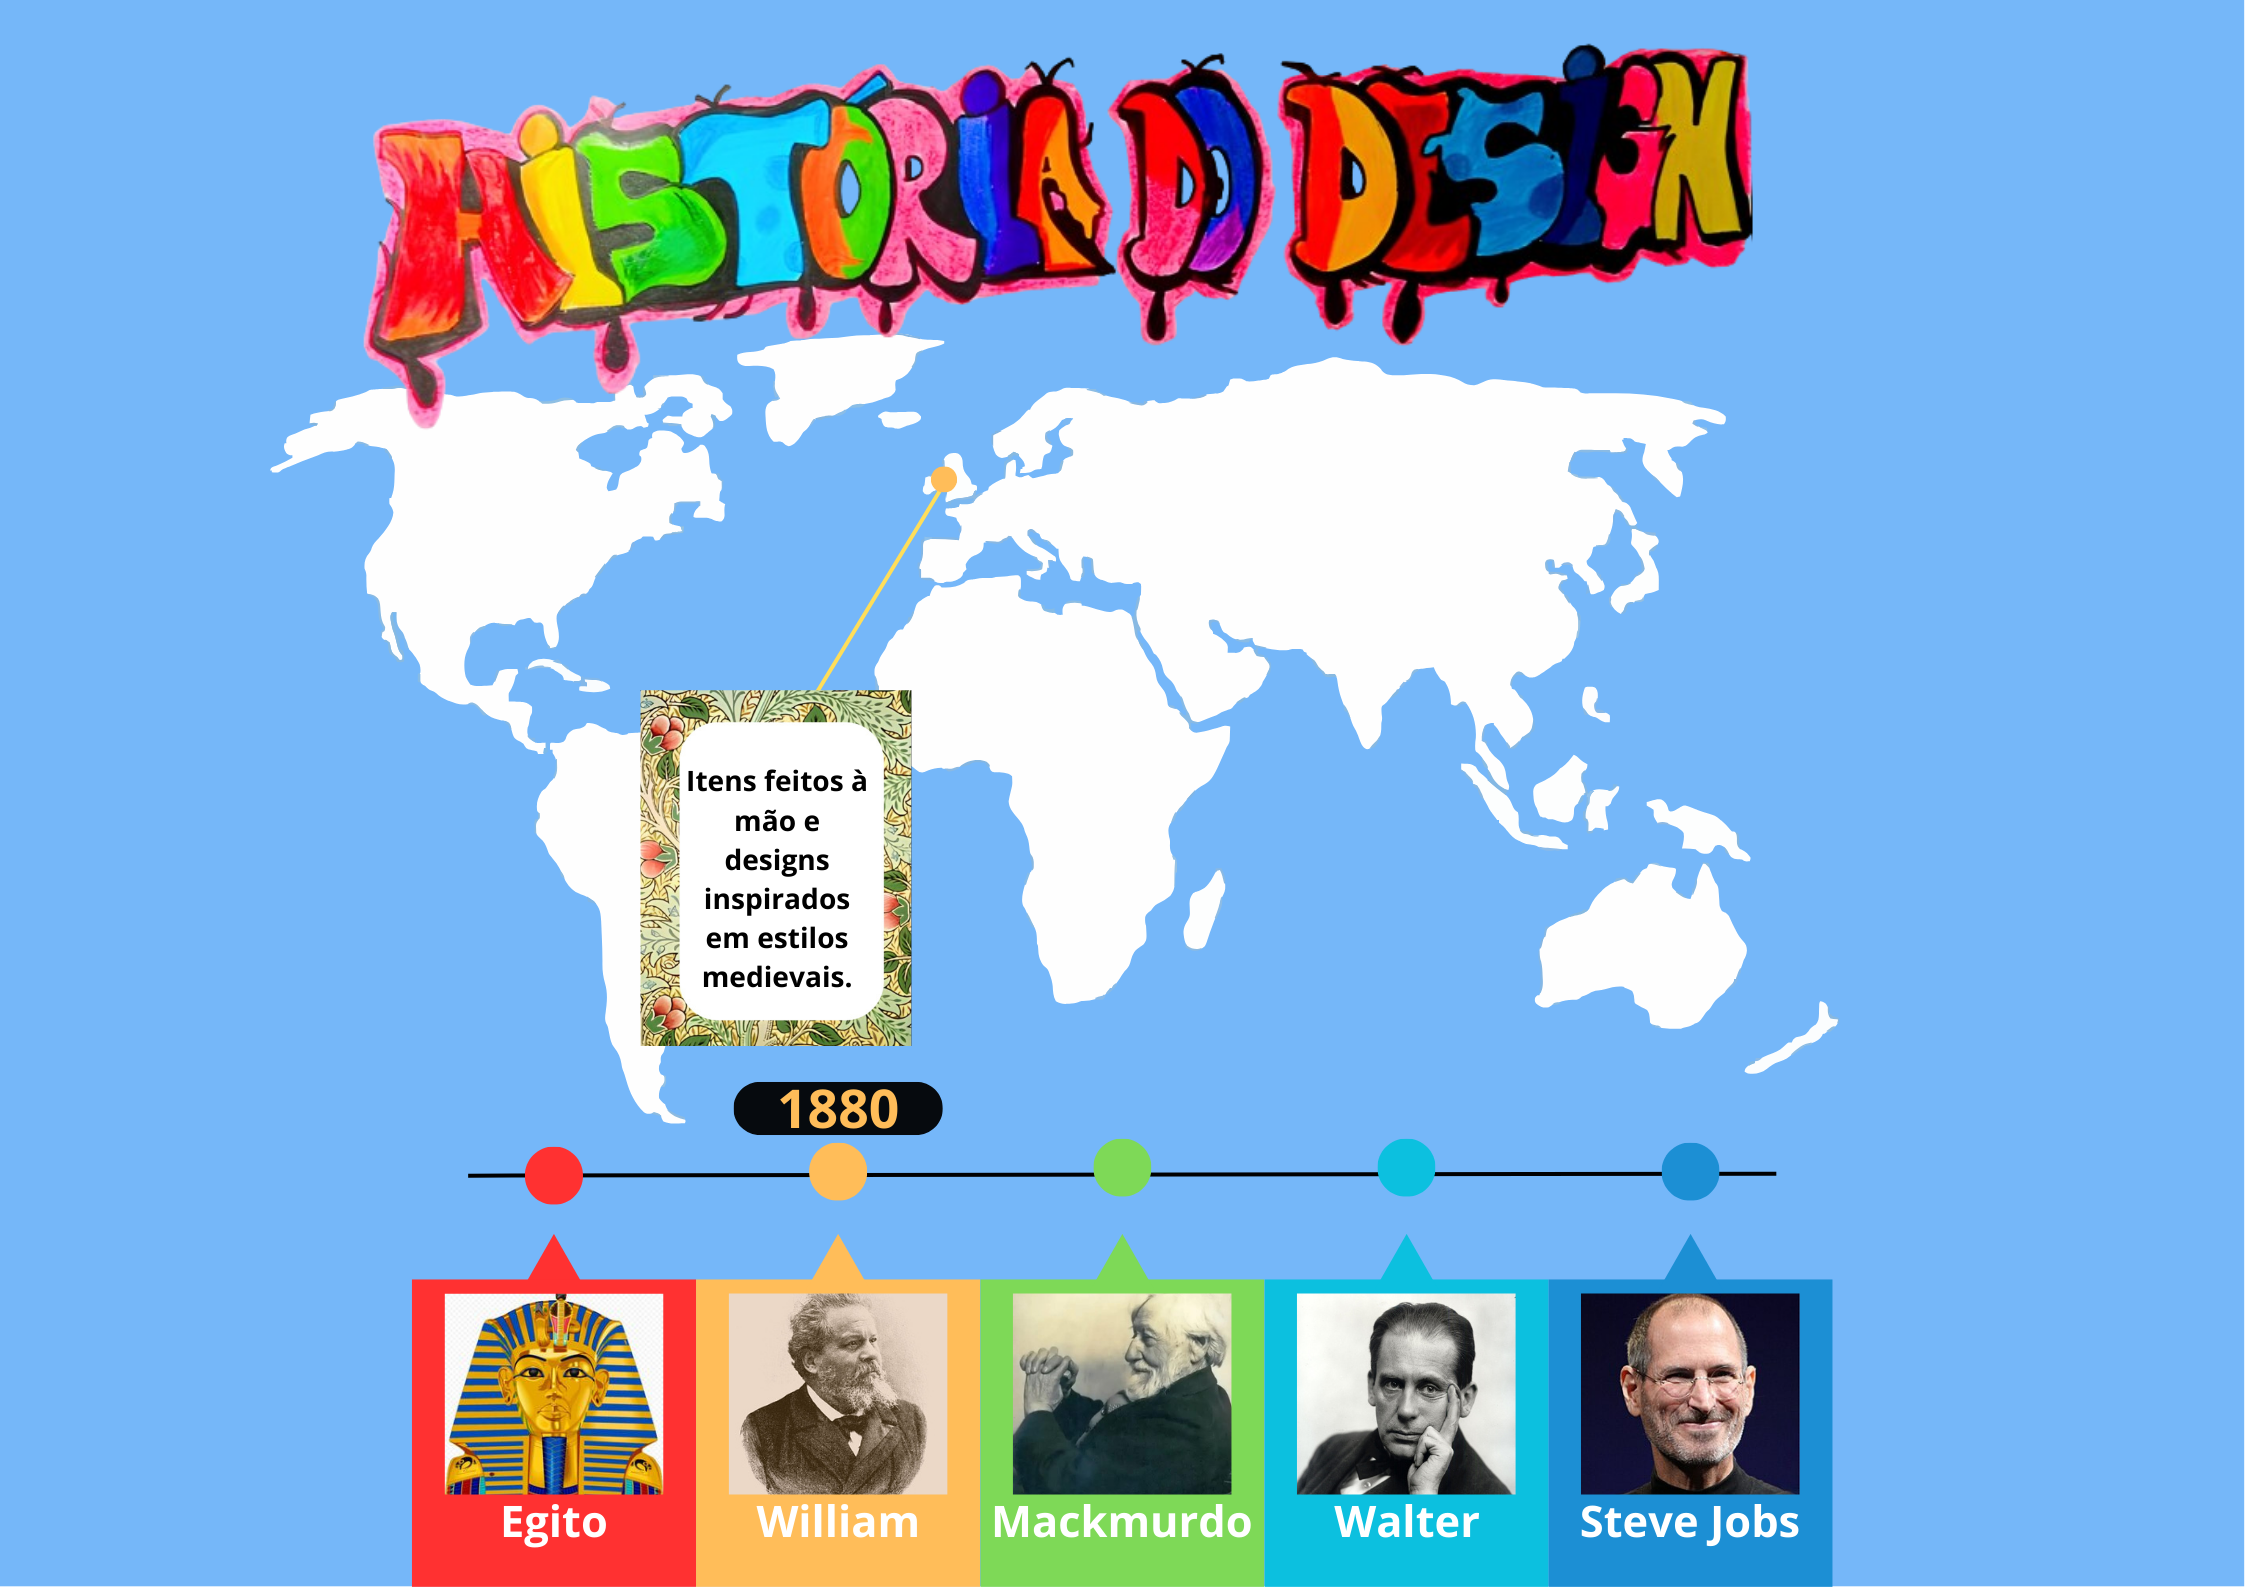 HiSTÓRiA DO DESiGN
Itens feitos à
mão e
designs
inspirados
em estilos
medievais.
1880
Egito
William
Mackmurdo
Walter
Steve Jobs